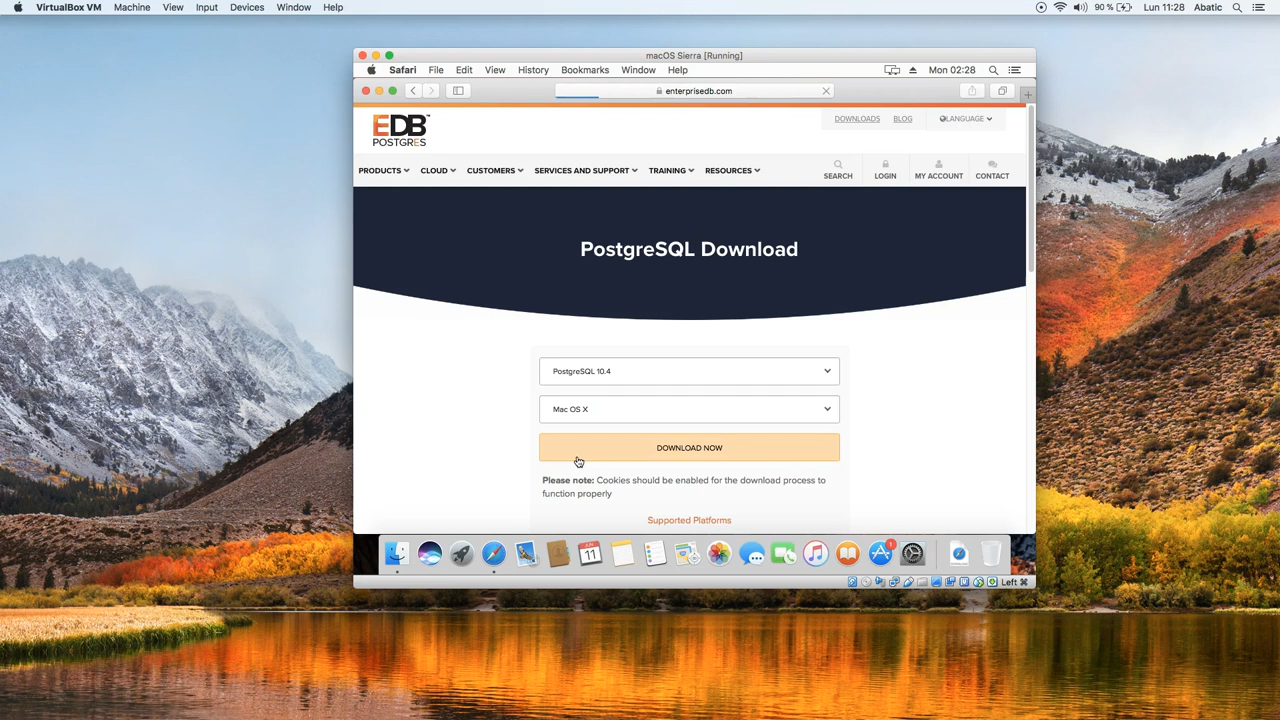 VirtualBox VM Machine View Input Devices Window Help 90 % Lun 11:28 Abatic
macOS Sierra [Running]
Safari File Edit View History Bookmarks Window Help Mon 02:28
enterprisedb.com
EDB™
POSTGRES
DOWNLOADS BLOG LANGUAGE
PRODUCTS CLOUD CUSTOMERS SERVICES AND SUPPORT TRAINING RESOURCES SEARCH LOGIN MY ACCOUNT CONTACT
PostgreSQL Download
PostgreSQL 10.4
Mac OS X
DOWNLOAD NOW
Please note: Cookies should be enabled for the download process to
function properly
Supported Platforms
JUN
11
1
Left ⌘